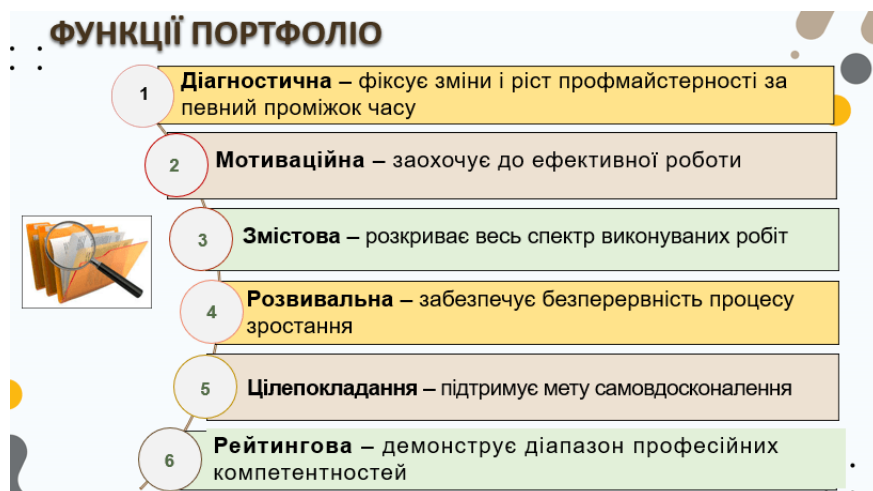 ФУНКЦІЇ ПОРТФОЛІО
1
Діагностична – фіксує зміни і ріст профмайстерності за
певний проміжок часу
2
Мотиваційна – заохочує до ефективної роботи
3
Змістова – розкриває весь спектр виконуваних робіт
4
Розвивальна – забезпечує безперервність процесу
зростання
5
Цілепокладання – підтримує мету самовдосконалення
6
Рейтингова – демонструє діапазон професійних
компетентностей